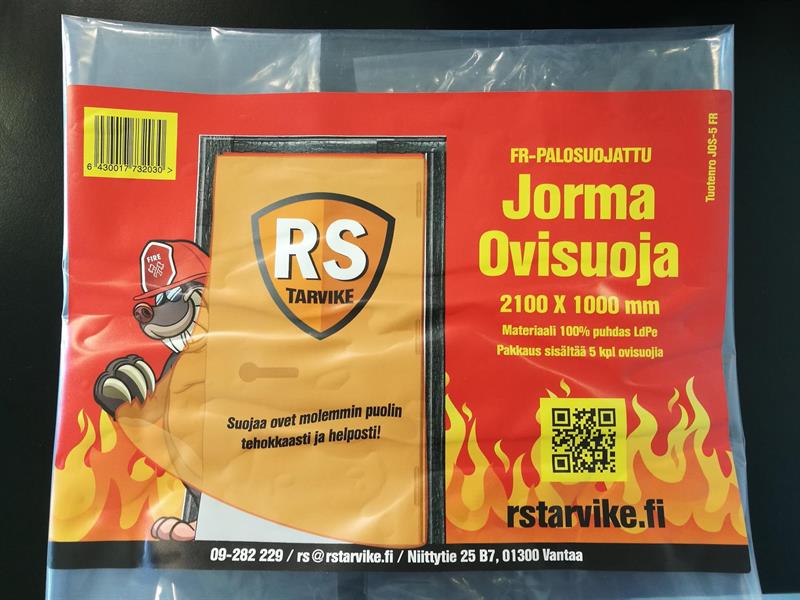 6 430017 732030 >
FIRE
RS
TARVIKE
Suojaa ovet molemmin puolin
tehokkaasti ja helposti!
FR-PALOSUOJATTU
Jorma
Ovisuoja
2100 X 1000 mm
Materiaali 100% puhdas LdPe
Pakkaus sisältää 5 kpl ovisuojia
Tuotenro JOS-5 FR
rstarvike.fi
09-282 229 / rs@rstarvike.fi / Niittytie 25 B7, 01300 Vantaa